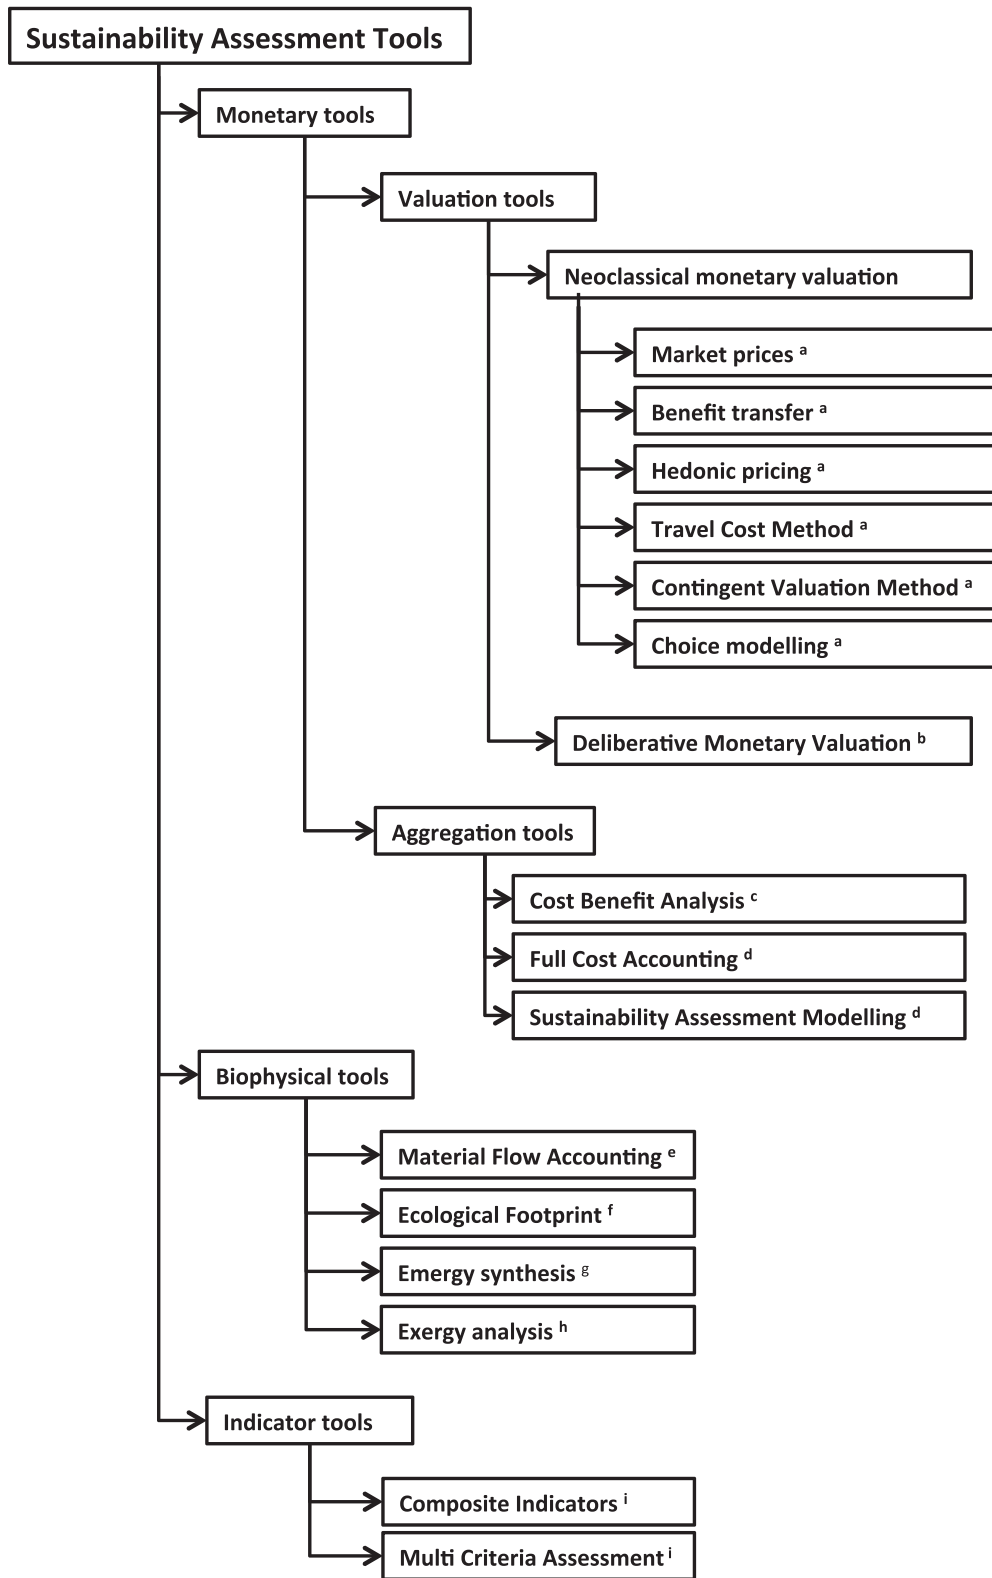 Sustainability Assessment Tools
Monetary tools
Valuation tools
Neoclassical monetary valuation
Market prices a
Benefit transfer a
Hedonic pricing a
Travel Cost Method a
Contingent Valuation Method a
Choice modelling a
Deliberative Monetary Valuation b
Aggregation tools
Cost Benefit Analysis c
Full Cost Accounting d
Sustainability Assessment Modelling d
Biophysical tools
Material Flow Accounting e
Ecological Footprint f
Emergy synthesis g
Exergy analysis h
Indicator tools
Composite Indicators i
Multi Criteria Assessment i